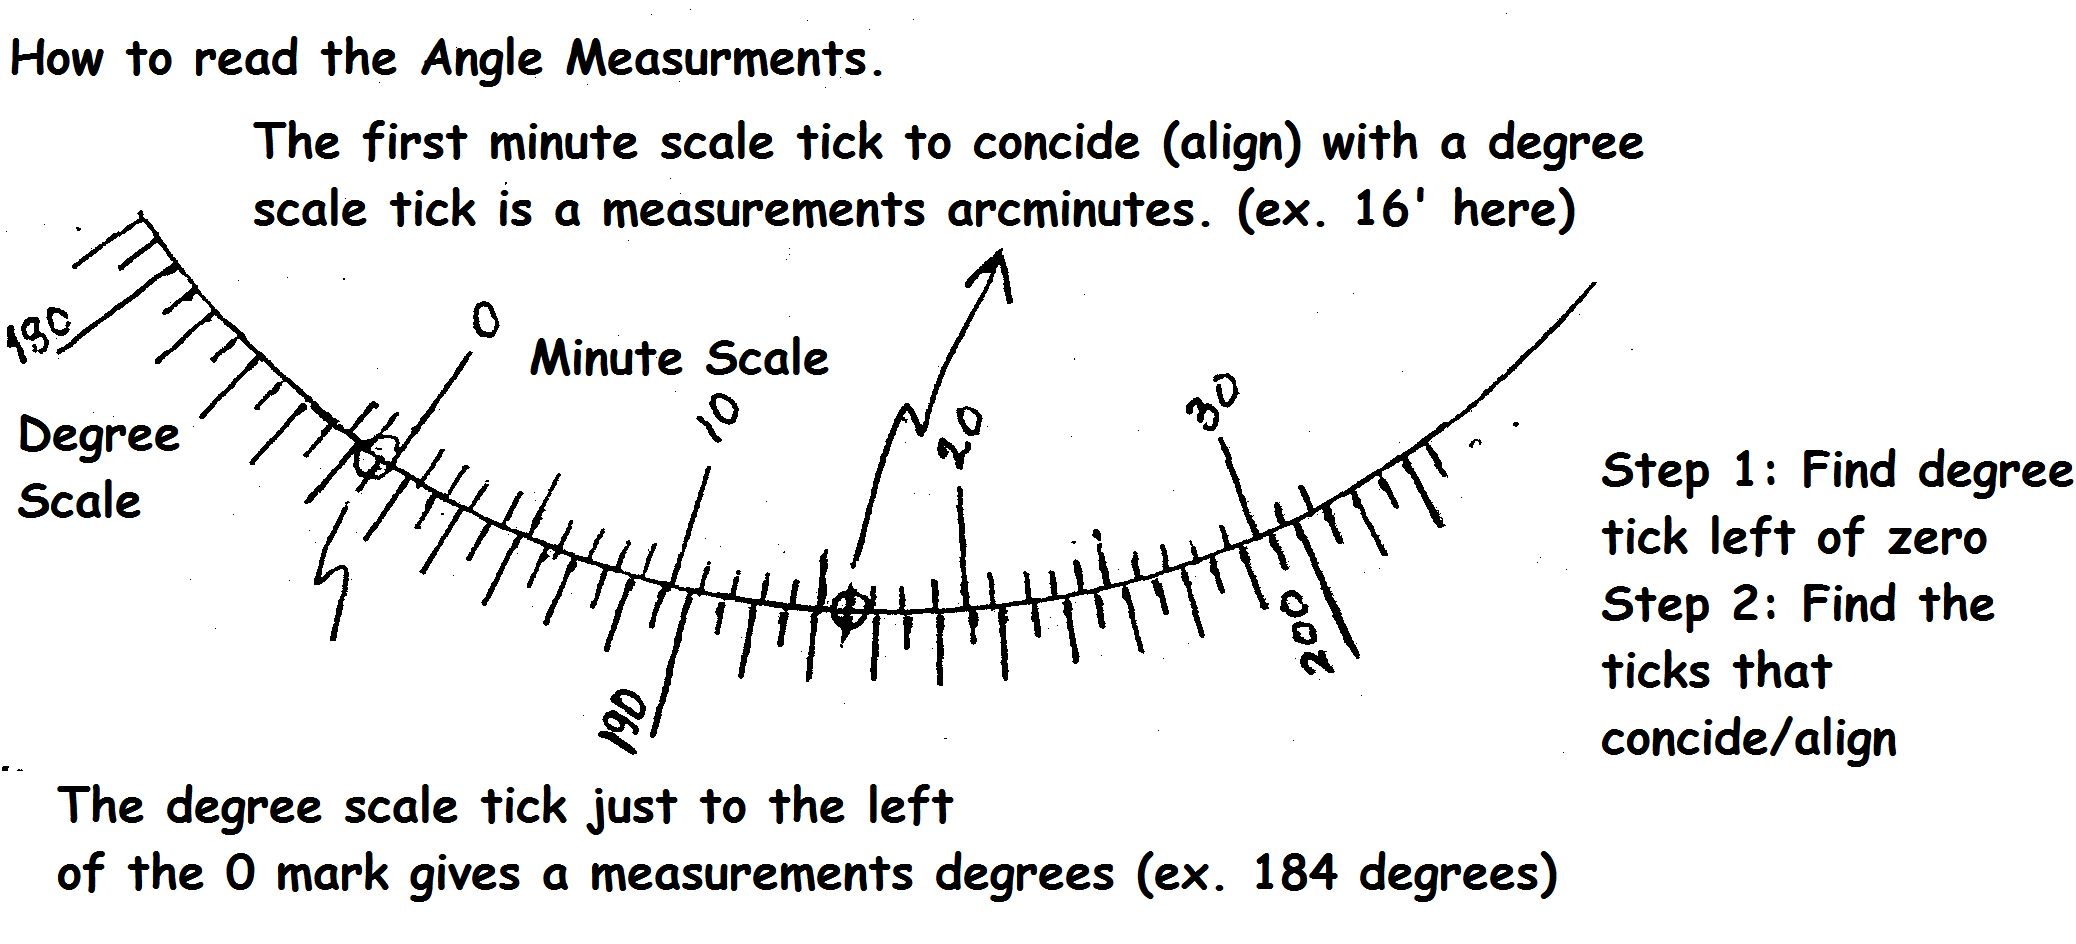 How to read the Angle Measurments.
The first minute scale tick to concide (align) with a degree
scale tick is a measurements arcminutes. (ex. 16' here)
180
0
Minute Scale
10
20
30
Degree
Scale
Step 1: Find degree
tick left of zero
Step 2: Find the
ticks that
concide/align
190
200
The degree scale tick just to the left
of the 0 mark gives a measurements degrees (ex. 184 degrees)